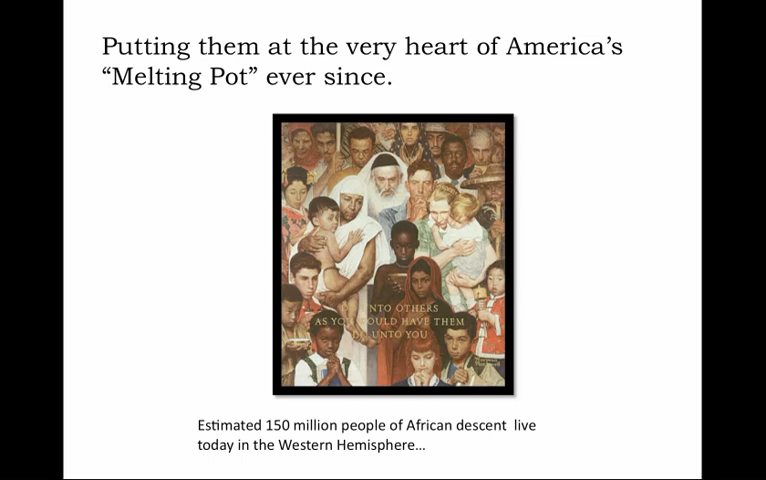 Putting them at the very heart of America’s
“Melting Pot” ever since.
UNTO OTHERS
AS YOU WOULD HAVE THEM
DO UNTO YOU
Estimated 150 million people of African descent  live
today in the Western Hemisphere…